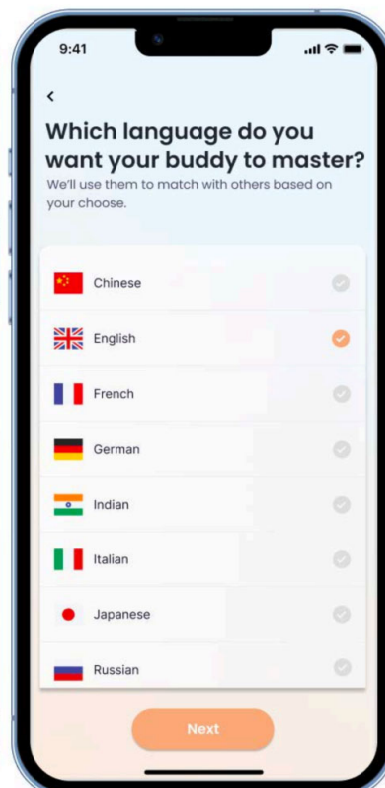 9:41
Which language do you
want your buddy to master?
We'll use them to match with others based on
your choose.
Chinese
English
French
German
Indian
Italian
Japanese
Russian
Next